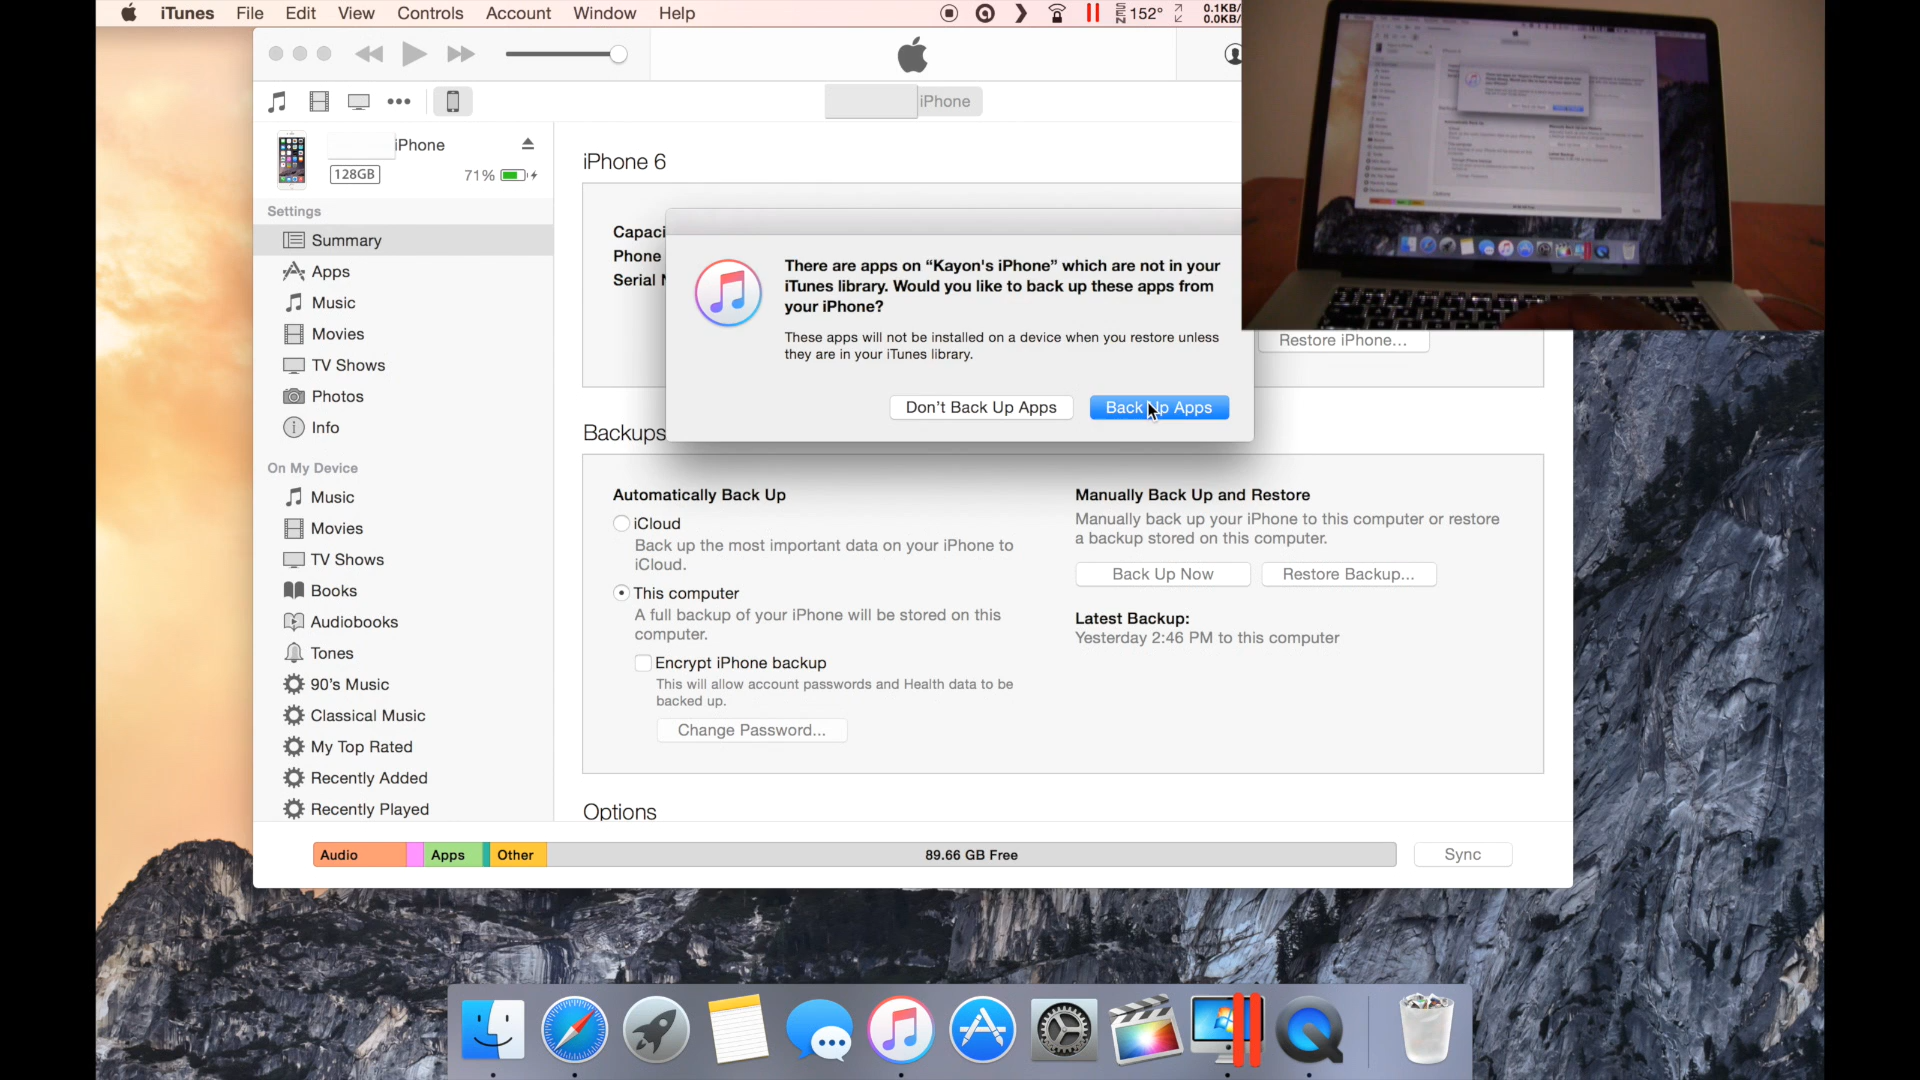 iTunes File Edit View Controls Account Window Help
SEN 152° 0.1KB/
0.0KB/
iPhone
iPhone
128GB 71%
Settings
Summary
Apps
Music
Movies
TV Shows
Photos
Info
On My Device
Music
Movies
TV Shows
Books
Audiobooks
Tones
90's Music
Classical Music
My Top Rated
Recently Added
Recently Played
iPhone 6
Capaci
Phone
Serial
There are apps on “Kayon's iPhone” which are not in your
iTunes library. Would you like to back up these apps from
your iPhone?
These apps will not be installed on a device when you restore unless
they are in your iTunes library.
Don’t Back Up Apps Back Up Apps
Restore iPhone...
Backups
Automatically Back Up
iCloud
Back up the most important data on your iPhone to
iCloud.
This computer
A full backup of your iPhone will be stored on this
computer.
Encrypt iPhone backup
This will allow account passwords and Health data to be
backed up.
Change Password...
Manually Back Up and Restore
Manually back up your iPhone to this computer or restore
a backup stored on this computer.
Back Up Now Restore Backup...
Latest Backup:
Yesterday 2:46 PM to this computer
Options
Audio Apps Other 89.66 GB Free Sync